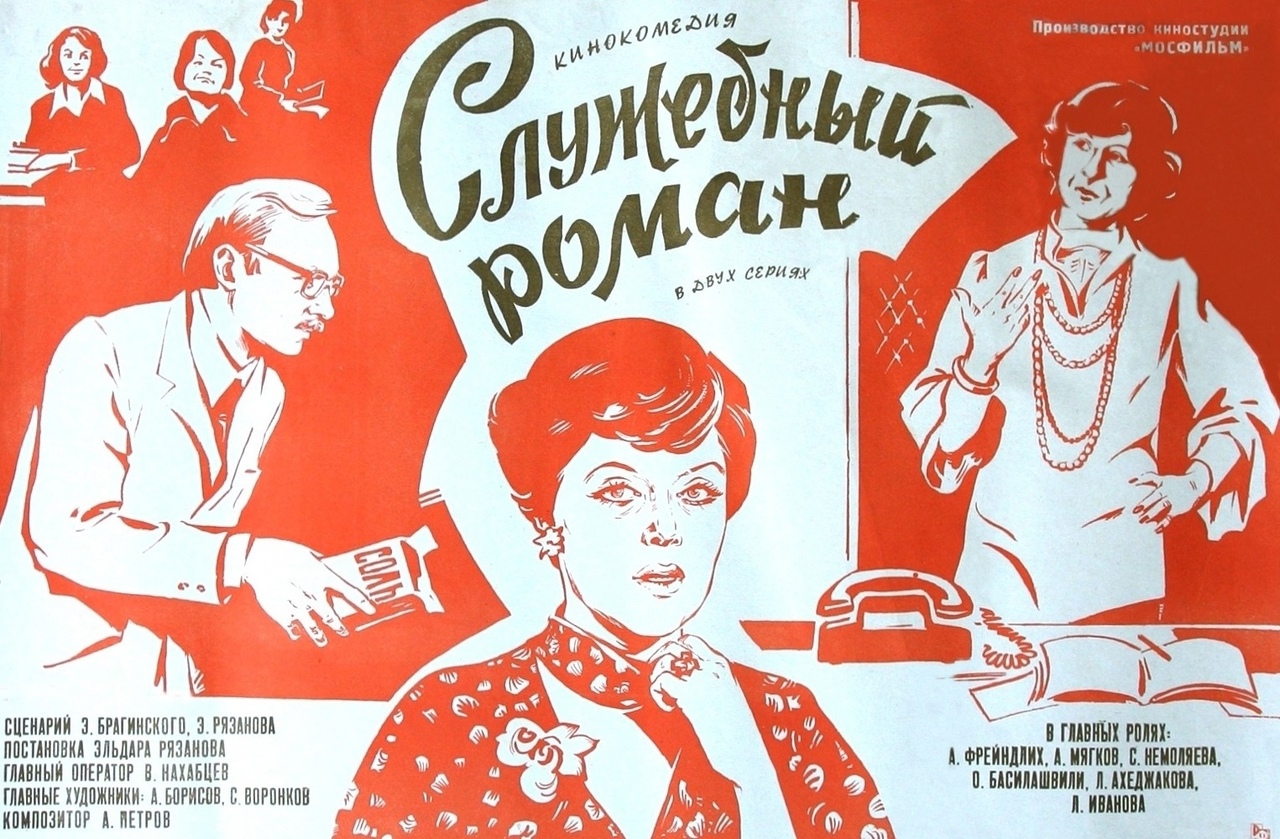 КИНОКОМЕДИЯ
Служебный
роман
в двух сериях
Производство киностудии
«МОСФИЛЬМ»
СОЛЬ
СЦЕНАРИЙ Э. БРАГИНСКОГО, Э. РЯЗАНОВА
ПОСТАНОВКА ЭЛЬДАРА РЯЗАНОВА
ГЛАВНЫЙ ОПЕРАТОР В. НАХАБЦЕВ
ГЛАВНЫЕ ХУДОЖНИКИ: А. БОРИСОВ, С. ВОРОНКОВ
КОМПОЗИТОР А. ПЕТРОВ
В ГЛАВНЫХ РОЛЯХ:
А. ФРЕЙНДЛИХ, А. МЯГКОВ, С. НЕМОЛЯЕВА,
О. БАСИЛАШВИЛИ, Л. АХЕДЖАКОВА,
Л. ИВАНОВА